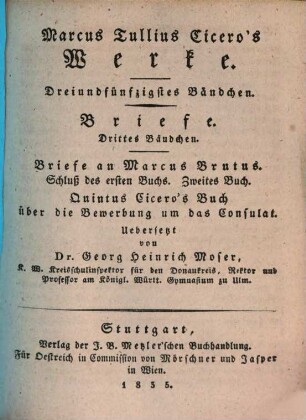 Marcus Tullius Cicero's
Werke.
Dreiundfünfzigstes Bändchen.
Briefe.
Drittes Bändchen.
Briefe an Marcus Brutus.
Schluß des ersten Buchs. Zweites Buch.
Quintus Cicero's Buch
über die Bewerbung um das Consulat.
Uebersetzt
von
Dr. Georg Heinrich Moser,
K. W. Kreisschulinspektor für den Donaukreis, Rektor und
Professor am Königl. Württ. Gymnasium zu Ulm.
Stuttgart,
Verlag der J. B. Metzler'schen Buchhandlung.
Für Oestreich in Commission von Mörschner und Jasper
in Wien.
1835.